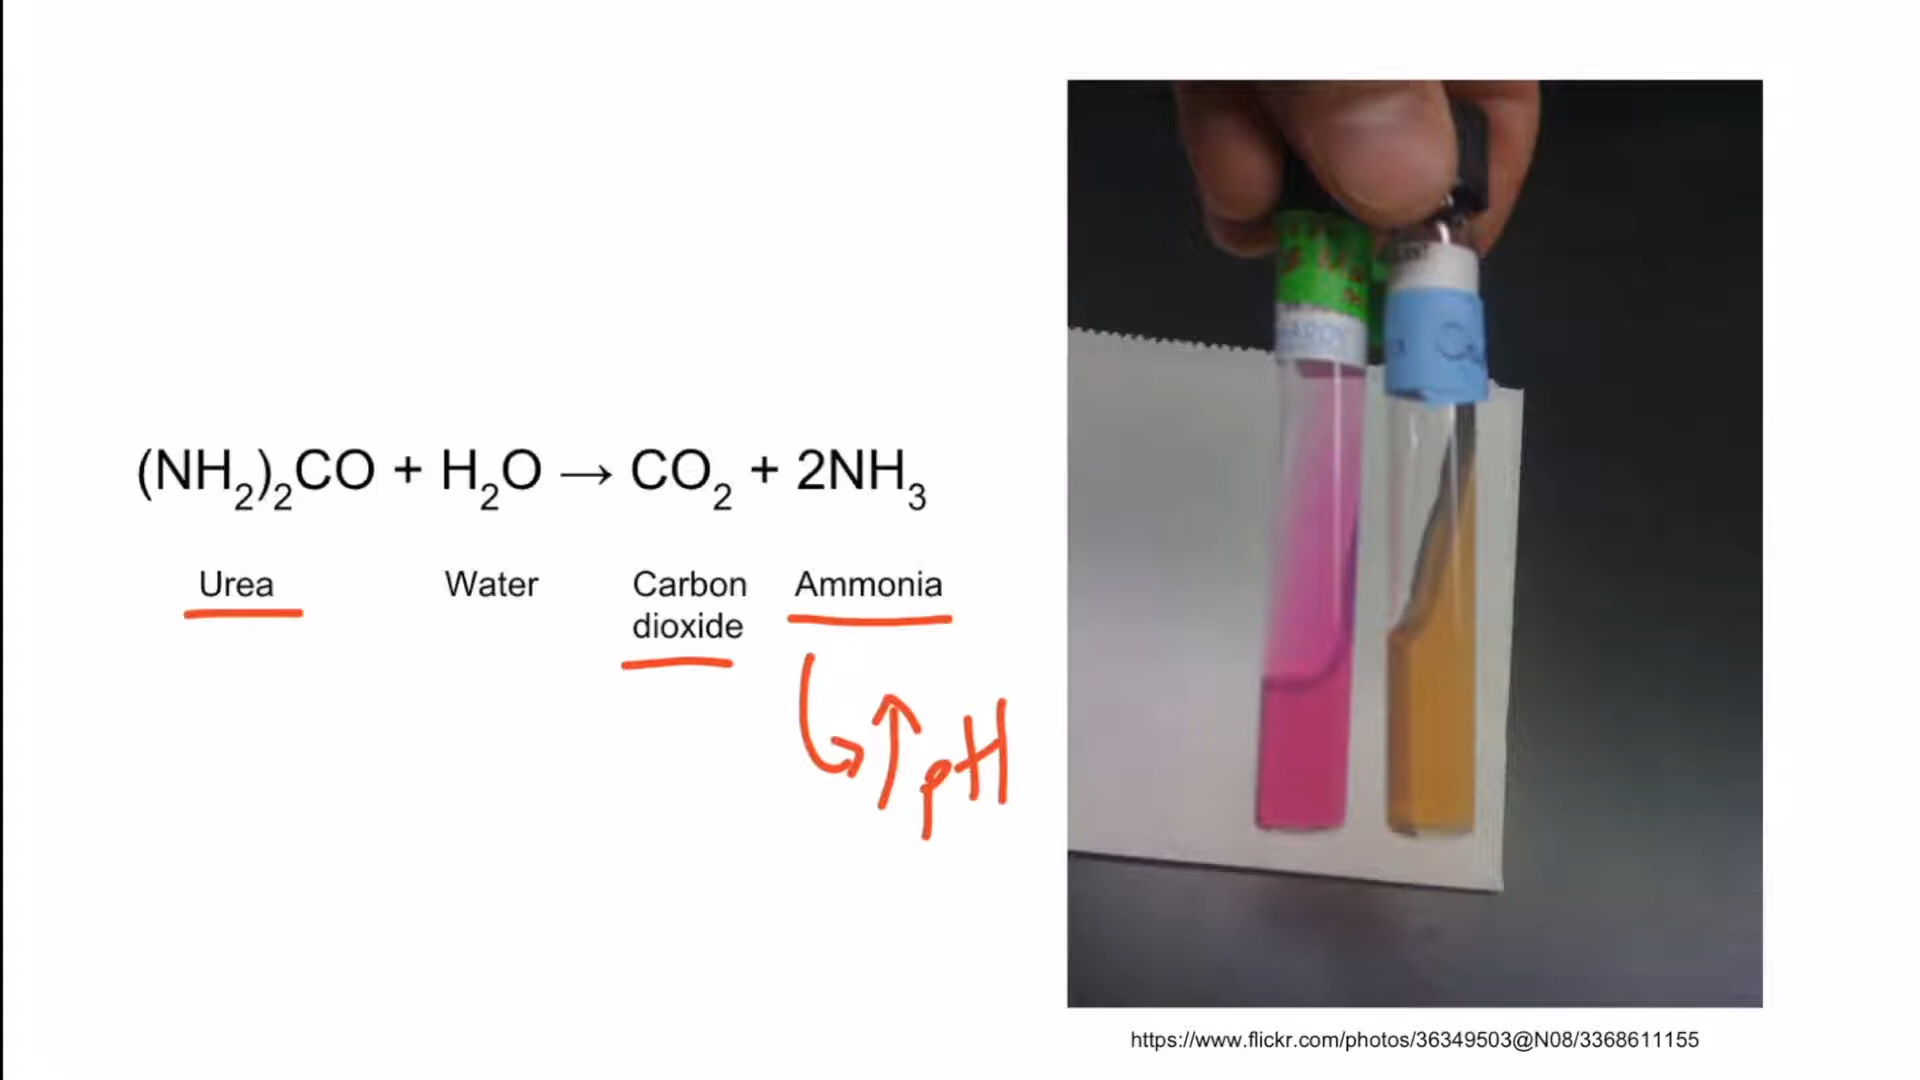 (NH₂)₂CO + H₂O → CO₂ + 2NH₃
Urea Water Carbon dioxide Ammonia
↑ pH
https://www.flickr.com/photos/36349503@N08/3368611155